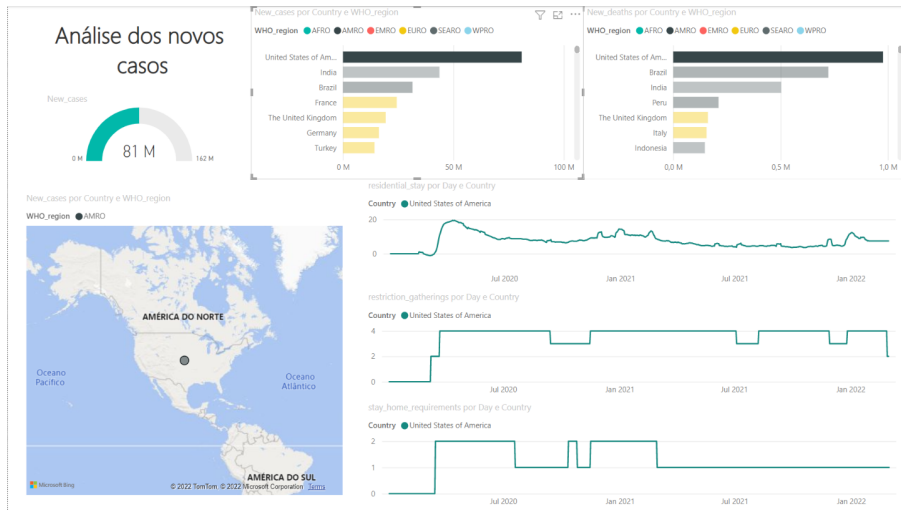 Análise dos novos
casos
New_cases
0 M
81 M
162 M
New_cases por Country e WHO_region
WHO_region AFRO AMRO EMRO EURO SEARO WPRO
United States of Am...
India
Brazil
France
The United Kingdom
Germany
Turkey
0 M 50 M 100 M
New_deaths por Country e WHO_region
WHO_region AFRO AMRO EMRO EURO SEARO WPRO
United States of Am...
Brazil
India
Peru
The United Kingdom
Italy
Indonesia
0,0 M 0,5 M 1,0 M
New_cases por Country e WHO_region
WHO_region AMRO
AMÉRICA DO NORTE
Oceano
Pacífico
Oceano
Atlântico
AMÉRICA DO SUL
Microsoft Bing
© 2022 TomTom, © 2022 Microsoft Corporation Terms
residential_stay por Day e Country
Country United States of America
20
0
Jul 2020 Jan 2021 Jul 2021 Jan 2022
restriction_gatherings por Day e Country
Country United States of America
4
2
0
Jul 2020 Jan 2021 Jul 2021 Jan 2022
stay_home_requirements por Day e Country
Country United States of America
2
1
0
Jul 2020 Jan 2021 Jul 2021 Jan 2022